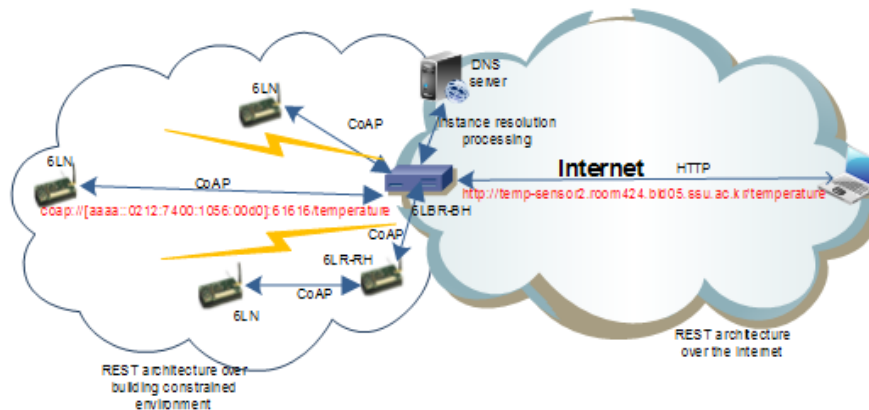 DNS
server
6LN
CoAP
Instance resolution
processing
6LN
CoAP
Internet
HTTP
coap://[aaaa::0212:7400:1056:00d0]:61616/temperature
http://temp-sensor2.room424.bld05.ssu.ac.kr/temperature
6LBR-BH
CoAP
6LR-RH
CoAP
6LN
REST architecture over
building constrained
environment
REST architecture
over the Internet